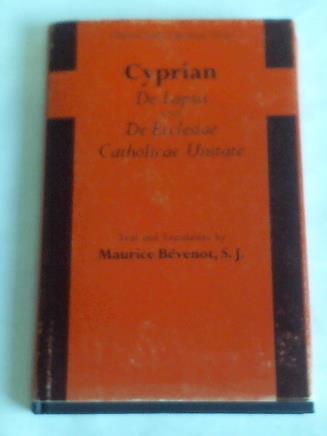 Cyprian
De Lapsis
and
De Ecclesiae
Catholicae Unitate
Text and Translation by
Maurice Bévenot, S. J.